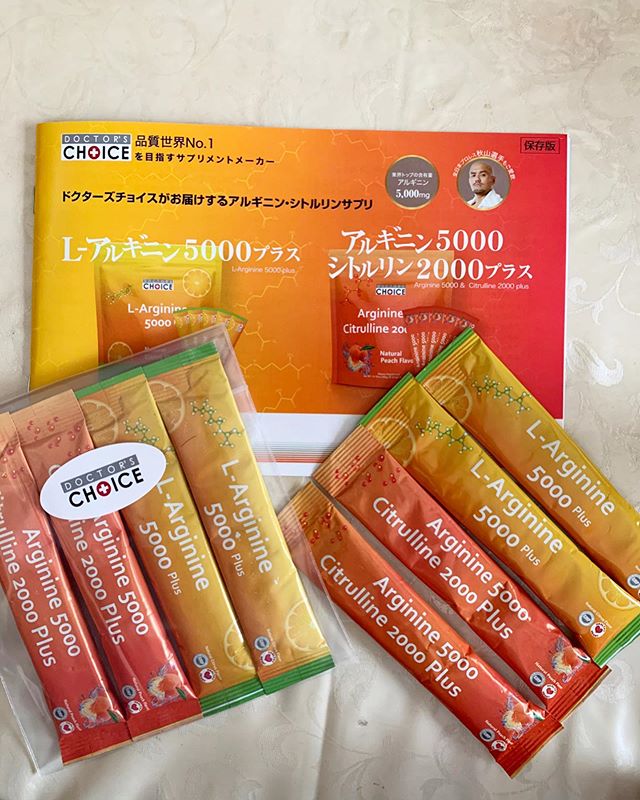 DOCTOR'S
CHOICE
品質世界No.1
を目指すサプリメントメーカー
保存版
業界トップの含有量
アルギニン
5,000mg
ドクターズチョイスがお届けするアルギニン・シトルリンサプリ
L-アルギニン5000プラス
L-Arginine 5000 plus
アルギニン5000
シトルリン2000プラス
Arginine 5000 & Citrulline 2000 plus
CHOICE
L-Arginine
5000
CHOICE
Arginine
Citrulline 200
Natural
Peach Flavor
DOCTOR'S
CHOICE
Arginine 5000
Citrulline 2000 Plus
Arginine 5000
Citrulline 2000 Plus
L-Arginine
5000 Plus
L-Arginine
5000 Plus
L-Arginine
5000 Plus
L-Arginine
5000 Plus
Arginine 5000
Citrulline 2000 Plus
Arginine 5000
Citrulline 2000 Plus
Natural Peach Flavor